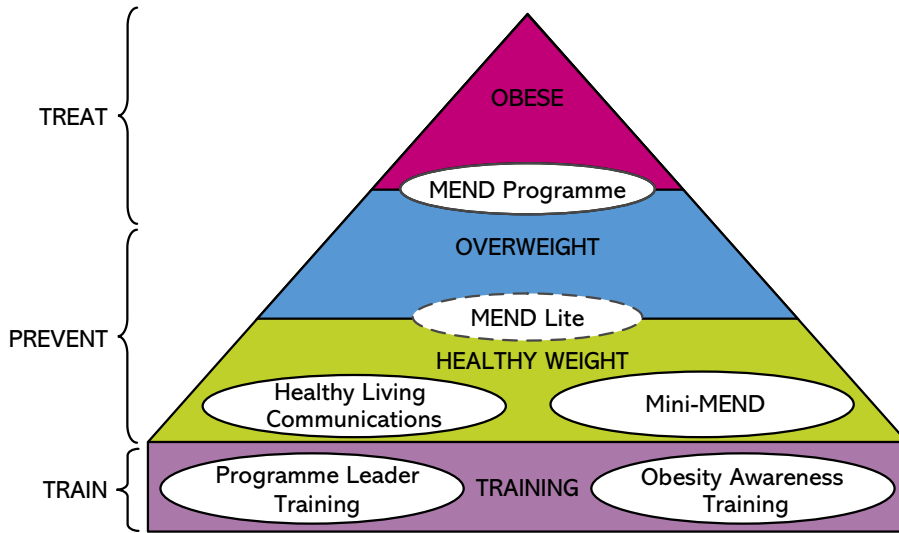 OBESE
TREAT
MEND Programme
OVERWEIGHT
MEND Lite
PREVENT
HEALTHY WEIGHT
Healthy Living
Communications
Mini-MEND
Programme Leader
Training
TRAIN
TRAINING
Obesity Awareness
Training